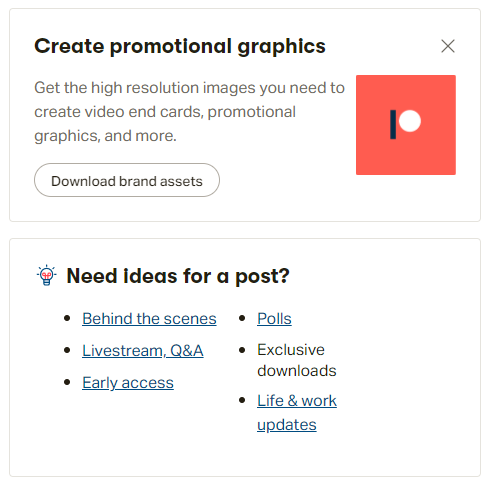 Create promotional graphics
Get the high resolution images you need to
create video end cards, promotional
graphics, and more.
Download brand assets
Need ideas for a post?
Behind the scenes
Livestream, Q&A
Early access
Polls
Exclusive
downloads
Life & work
updates